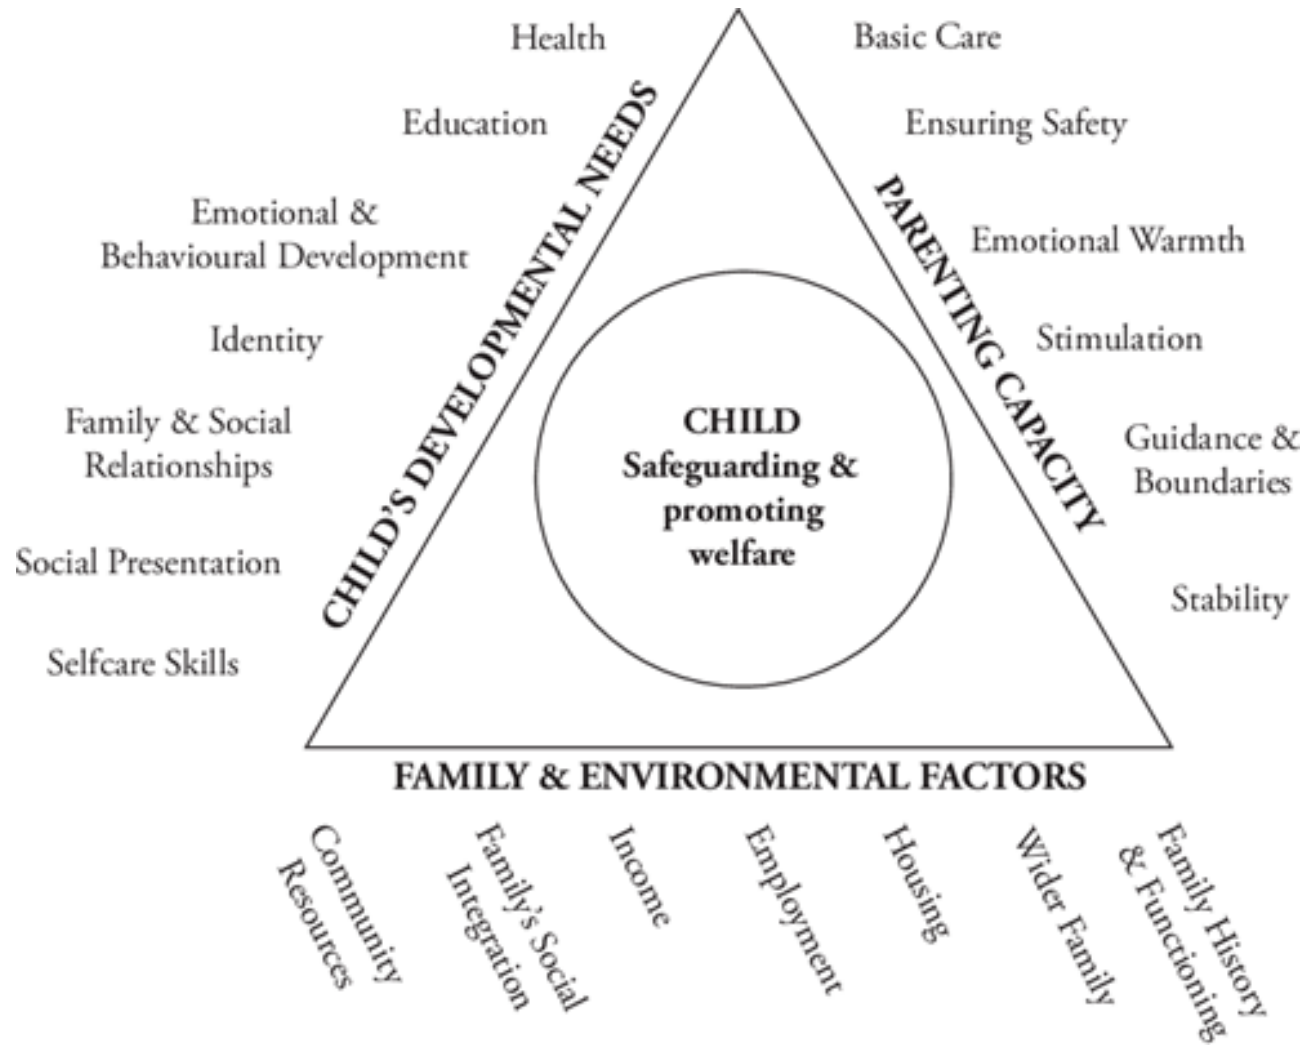 Health
Education
Emotional &
Behavioural Development
Identity
Family & Social
Relationships
Social Presentation
Selfcare Skills
CHILD'S DEVELOPMENTAL NEEDS
Basic Care
Ensuring Safety
Emotional Warmth
Stimulation
Guidance &
Boundaries
Stability
PARENTING CAPACITY
CHILD
Safeguarding &
promoting
welfare
FAMILY & ENVIRONMENTAL FACTORS
Community
Resources
Family's Social
Integration
Income
Employment
Housing
Wider Family
Family History
& Functioning